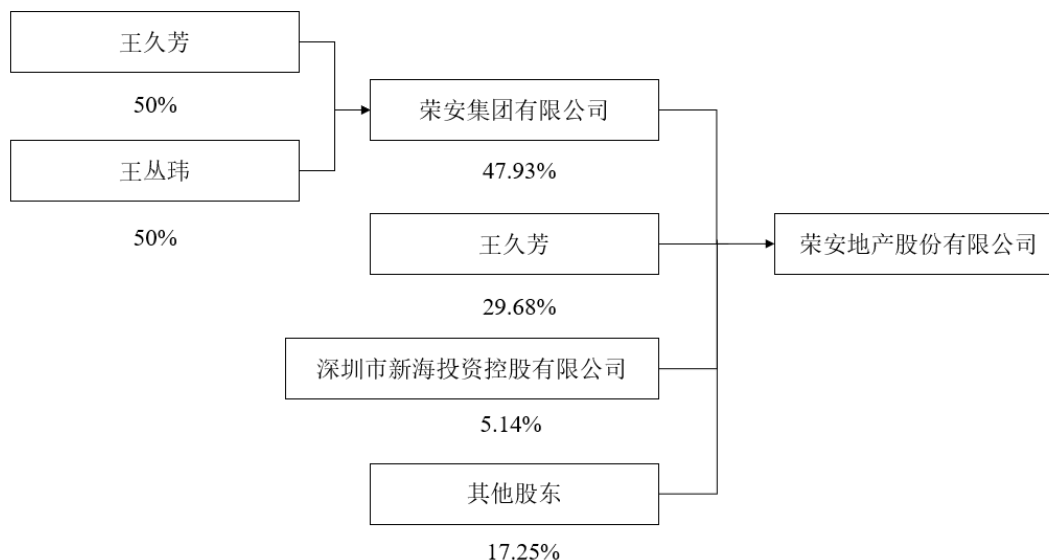 王久芳
50%
王丛玮
50%
荣安集团有限公司
47.93%
王久芳
29.68%
深圳市新海投资控股有限公司
5.14%
其他股东
17.25%
荣安地产股份有限公司